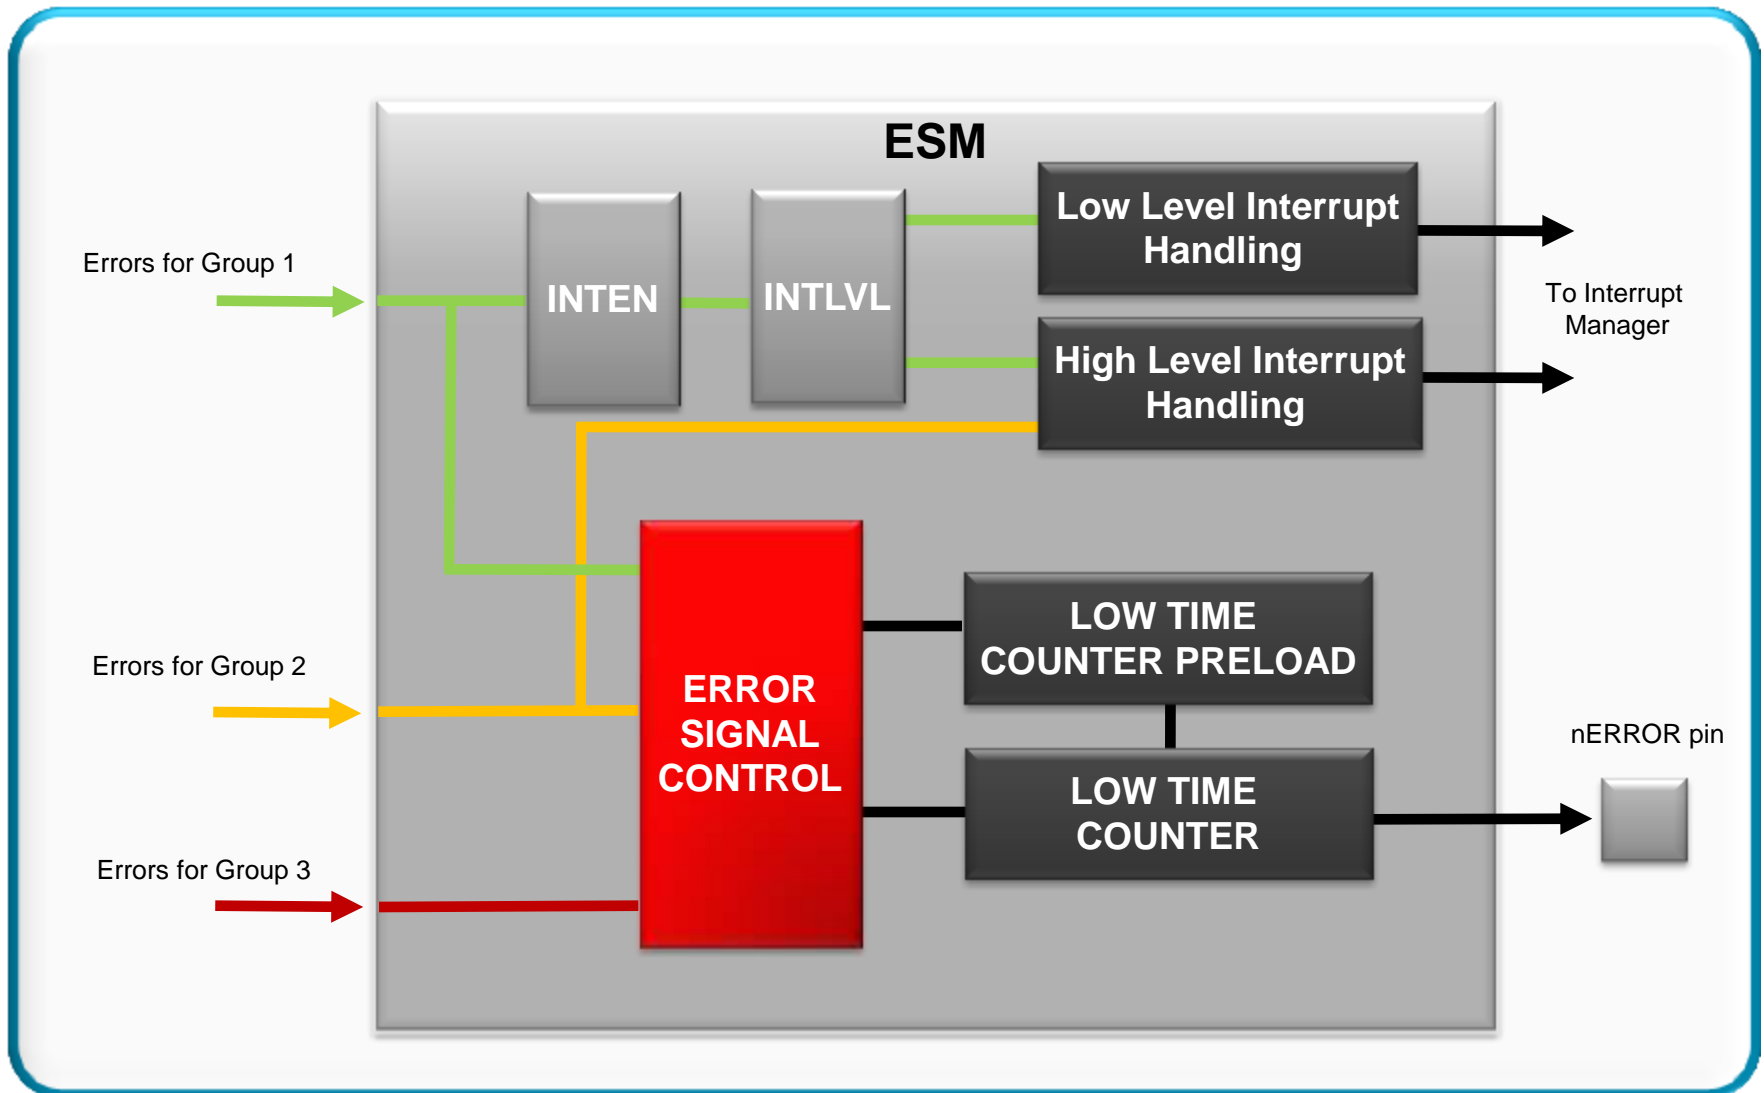 ESM
Low Level Interrupt
Handling
Errors for Group 1
INTEN
INTLVL
To Interrupt
Manager
High Level Interrupt
Handling
LOW TIME
COUNTER PRELOAD
Errors for Group 2
ERROR
SIGNAL
CONTROL
nERROR pin
LOW TIME
COUNTER
Errors for Group 3